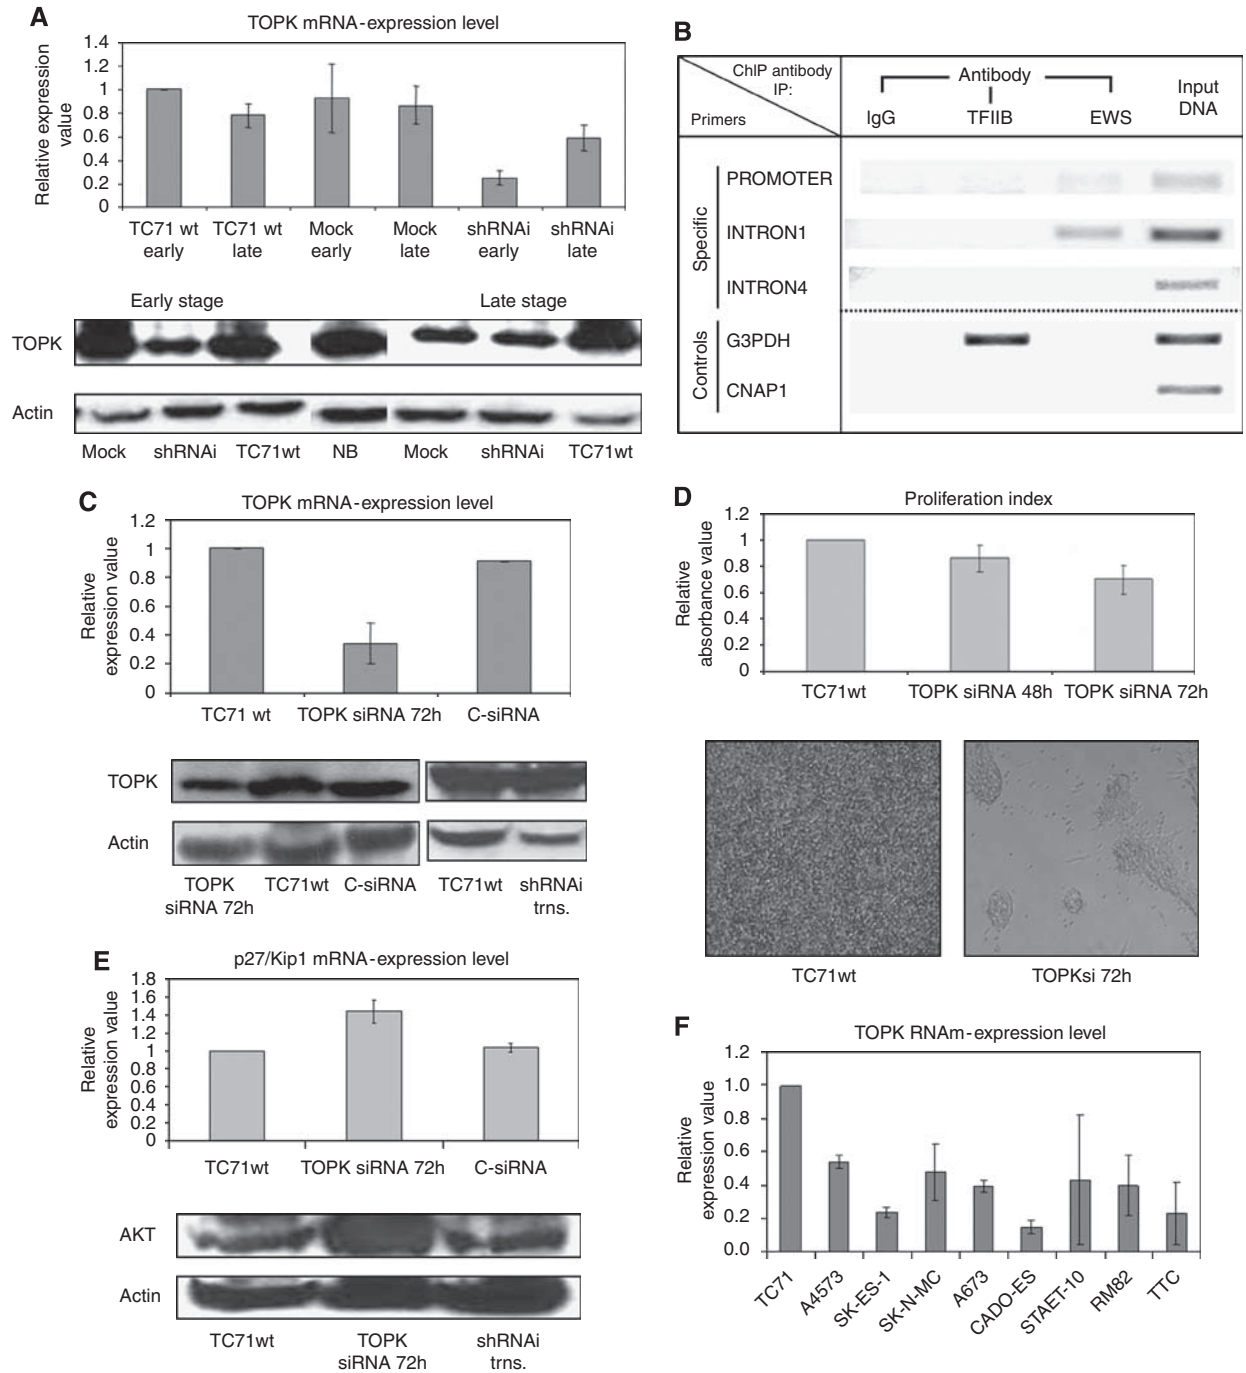 A
TOPK mRNA-expression level
Relative expression
value
1.4
1.2
1
0.8
0.6
0.4
0.2
0
TC71 wt early
TC71 wt late
Mock early
Mock late
shRNAi early
shRNAi late
Early stage
Late stage
TOPK
Actin
Mock shRNAi TC71wt NB Mock shRNAi TC71wt
B
ChIP antibody
IP:
Primers
Antibody
IgG TFIIB EWS
Input
DNA
Specific
PROMOTER
INTRON1
INTRON4
Controls
G3PDH
CNAP1
C
TOPK mRNA-expression level
Relative
expression value
1.2
1
0.8
0.6
0.4
0.2
0
TC71 wt TOPK siRNA 72h C-siRNA
TOPK
Actin
TOPK siRNA 72h
TC71wt
C-siRNA
TC71wt
shRNAi trns.
D
Proliferation index
Relative
absorbance value
1.2
1
0.8
0.6
0.4
0.2
0
TC71wt TOPK siRNA 48h TOPK siRNA 72h
TC71wt
TOPKsi 72h
E
p27/Kip1 mRNA-expression level
Relative
expression value
1.8
1.6
1.4
1.2
1
0.8
0.6
0.4
0.2
0
TC71wt TOPK siRNA 72h C-siRNA
AKT
Actin
TC71wt
TOPK siRNA 72h
shRNAi trns.
F
TOPK RNAm-expression level
Relative
expression value
1.2
1.0
0.8
0.6
0.4
0.2
0.0
TC71
A4573
SK-ES-1
SK-N-MC
A673
CADO-ES
STAET-10
RM82
TTC